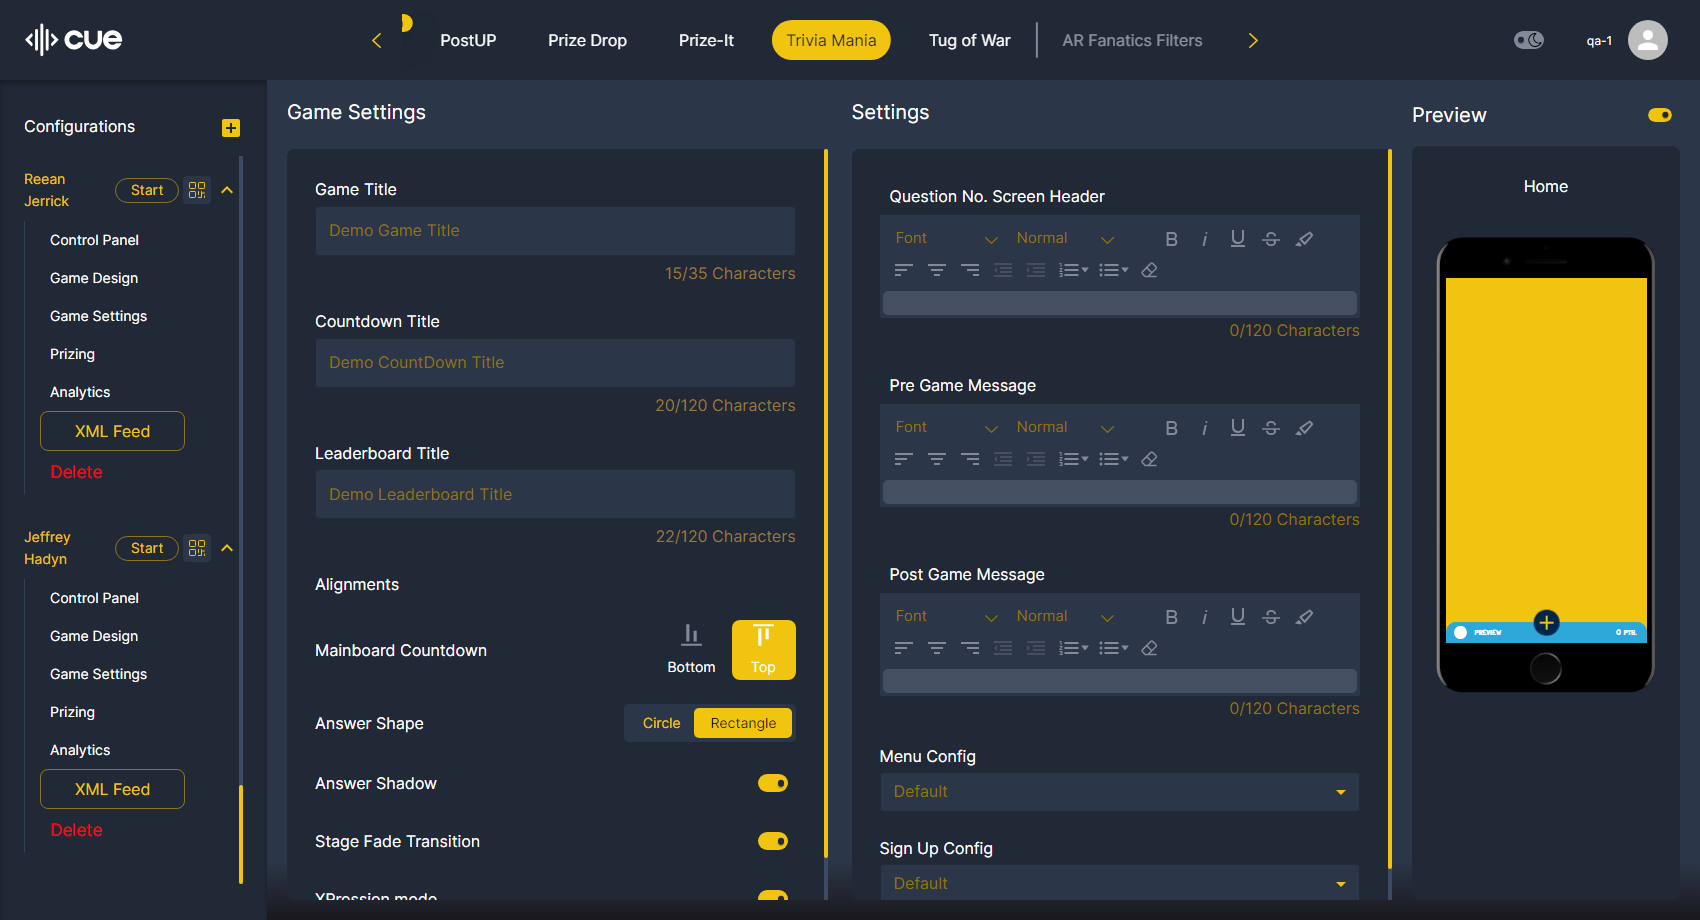 cue
PostUP
Prize Drop
Prize-It
Trivia Mania
Tug of War
AR Fanatics Filters
qa-1
Configurations
Reean
Jerrick
Start
Control Panel
Game Design
Game Settings
Prizing
Analytics
XML Feed
Delete
Jeffrey
Hadyn
Start
Control Panel
Game Design
Game Settings
Prizing
Analytics
XML Feed
Delete
Game Settings
Game Title
Demo Game Title
15/35 Characters
Countdown Title
Demo CountDown Title
20/120 Characters
Leaderboard Title
Demo Leaderboard Title
22/120 Characters
Alignments
Mainboard Countdown
Bottom
Top
Answer Shape
Circle
Rectangle
Answer Shadow
Stage Fade Transition
XPression mode
Settings
Question No. Screen Header
Font
Normal
B i U S
0/120 Characters
Pre Game Message
Font
Normal
B i U S
0/120 Characters
Post Game Message
Font
Normal
B i U S
0/120 Characters
Menu Config
Default
Sign Up Config
Default
Preview
Home
PREVIEW
0 PTS.